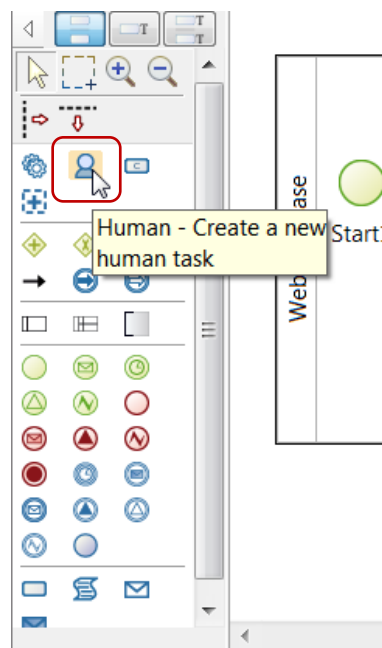 T
T
T
C
Human - Create a new
human task
Start
Web
ase